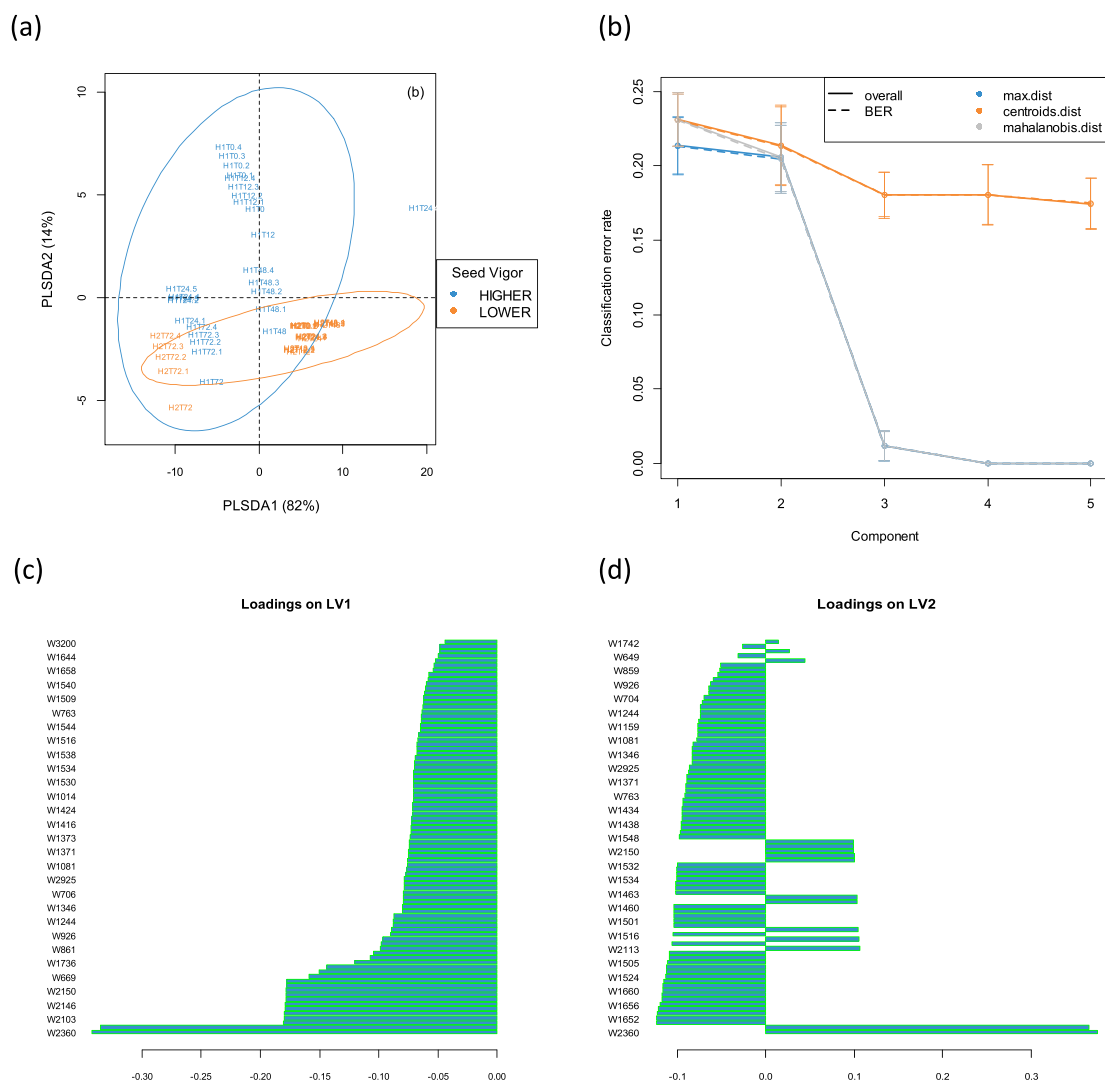 (a)
(b)
(b)
10
5
0
-5
PLSDA2 (14%)
H1T0.4
H1T0.3
H1T0.2
H1T12.4
H1T12.3
H1T12.2
H1T12.1
H1T0
H1T24
H1T12
H1T48.4
H1T48.3
H1T48.2
H1T24.5
H1T48.1
H1T24.1
H1T72.4
H1T48
H2T72.4
H1T72.3
H1T72.2
H2T72.3
H1T72.1
H2T72.2
H2T72.1
H1T72
H2T72
-10
0
10
20
PLSDA1 (82%)
Seed Vigor
HIGHER
LOWER
0.25
0.20
0.15
0.10
0.05
0.00
Classification error rate
overall
BER
max.dist
centroids.dist
mahalanobis.dist
1
2
3
4
5
Component
(c)
(d)
Loadings on LV1
W3200
W1644
W1658
W1540
W1509
W763
W1544
W1516
W1538
W1534
W1530
W1014
W1424
W1416
W1373
W1371
W1081
W2925
W706
W1346
W1244
W926
W861
W1736
W669
W2150
W2146
W2103
W2360
-0.30
-0.25
-0.20
-0.15
-0.10
-0.05
0.00
Loadings on LV2
W1742
W649
W859
W926
W704
W1244
W1159
W1081
W1346
W2925
W1371
W763
W1434
W1438
W1548
W2150
W1532
W1534
W1463
W1460
W1501
W1516
W2113
W1505
W1524
W1660
W1656
W1652
W2360
-0.1
0.0
0.1
0.2
0.3